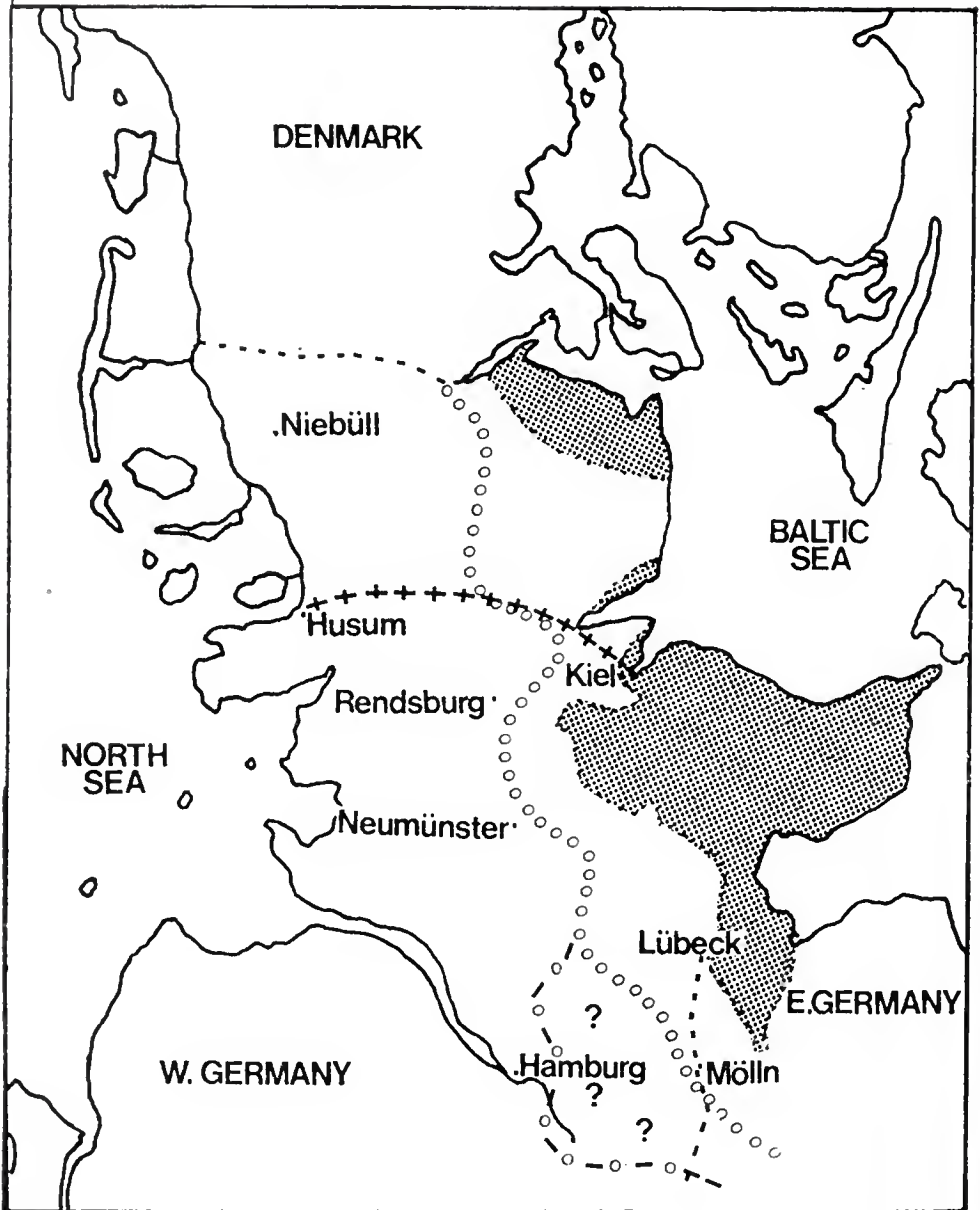 DENMARK
.Niebüll
BALTIC
SEA
Husum
Kiel
Rendsburg
NORTH
SEA
Neumünster
Lübeck
E.GERMANY
?
W. GERMANY
Hamburg
Mölln
?
?